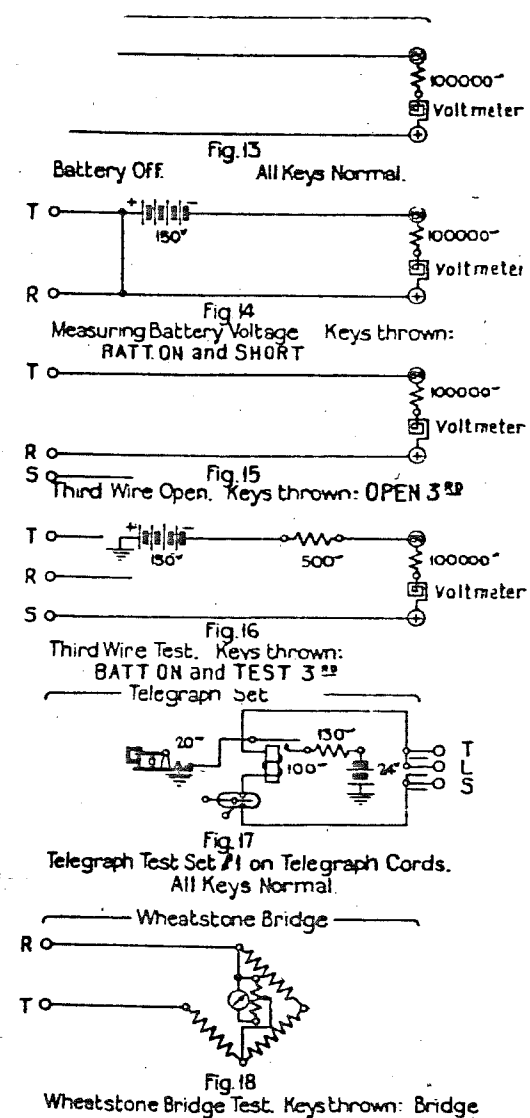 100000~
Voltmeter
Fig.13
Battery Off. All Keys Normal.
T
+ -
150v
100000~
Voltmeter
R
Fig 14
Measuring Battery Voltage Keys thrown:
BATT.ON and SHORT
T
100000~
Voltmeter
R
S
Fig.15
Third Wire Open. Keys thrown: OPEN 3RD
T
+ -
150v
500~
100000~
Voltmeter
R
S
Fig.16
Third Wire Test. Keys thrown:
BATT ON and TEST 3RD
Telegraph Set
20~
130~
100~
24v
T
L
S
Fig.17
Telegraph Test Set #1 on Telegraph Cords.
All Keys Normal.
Wheatstone Bridge
R
T
Fig.18
Wheatstone Bridge Test. Keys thrown: Bridge